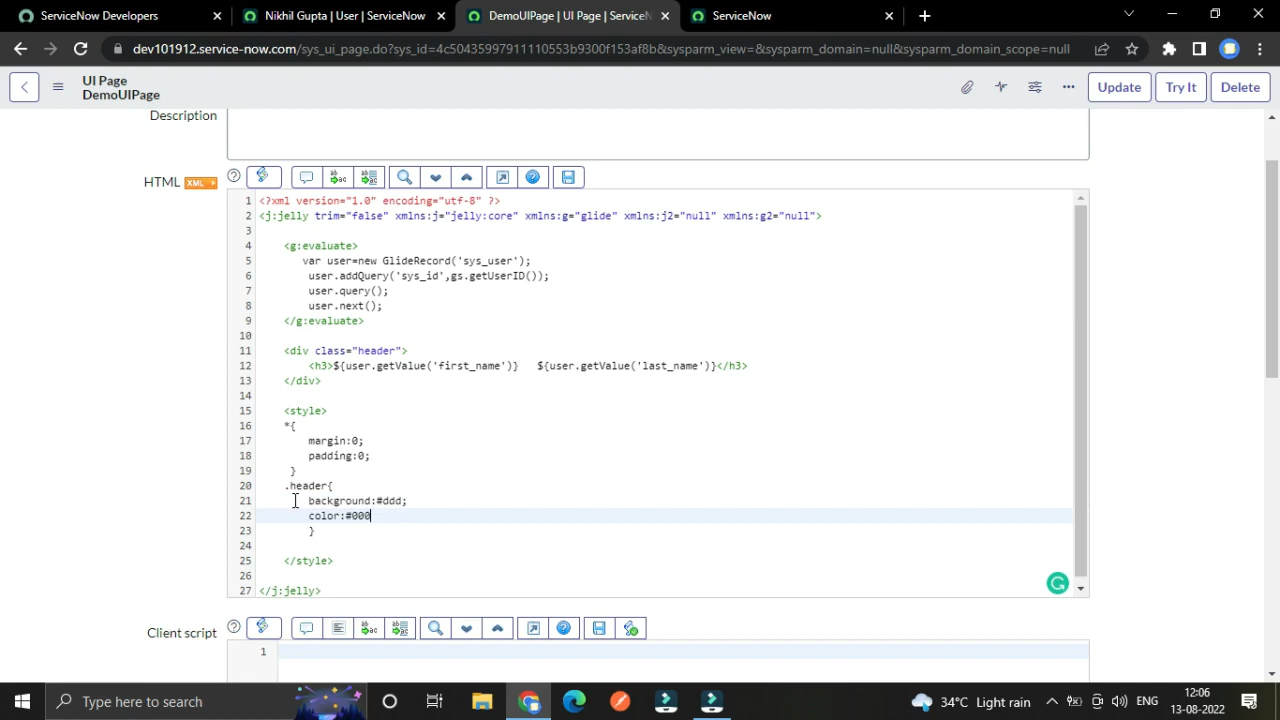 ServiceNow Developers
Nikhil Gupta | User | ServiceNow
DemoUIPage | UI Page | ServiceN
ServiceNow
dev101912.service-now.com/sys_ui_page.do?sys_id=4c50435997911110553b9300f153af8b&sysparm_view=&sysparm_domain=null&sysparm_domain_scope=null
UI Page
DemoUIPage
Update
Try It
Delete
Description
HTML XML
1 <?xml version="1.0" encoding="utf-8" ?>
2 <j:jelly trim="false" xmlns:j="jelly:core" xmlns:g="glide" xmlns:j2="null" xmlns:g2="null">
3
4 <g:evaluate>
5 var user=new GlideRecord('sys_user');
6 user.addQuery('sys_id',gs.getUserID());
7 user.query();
8 user.next();
9 </g:evaluate>
10
11 <div class="header">
12 <h3>${user.getValue('first_name')} ${user.getValue('last_name')}</h3>
13 </div>
14
15 <style>
16 *{
17 margin:0;
18 padding:0;
19 }
20 .header{
21 background:#ddd;
22 color:#000
23 }
24
25 </style>
26
27 </j:jelly>
Client script
1
Type here to search
34°C Light rain
ENG
12:06
13-08-2022